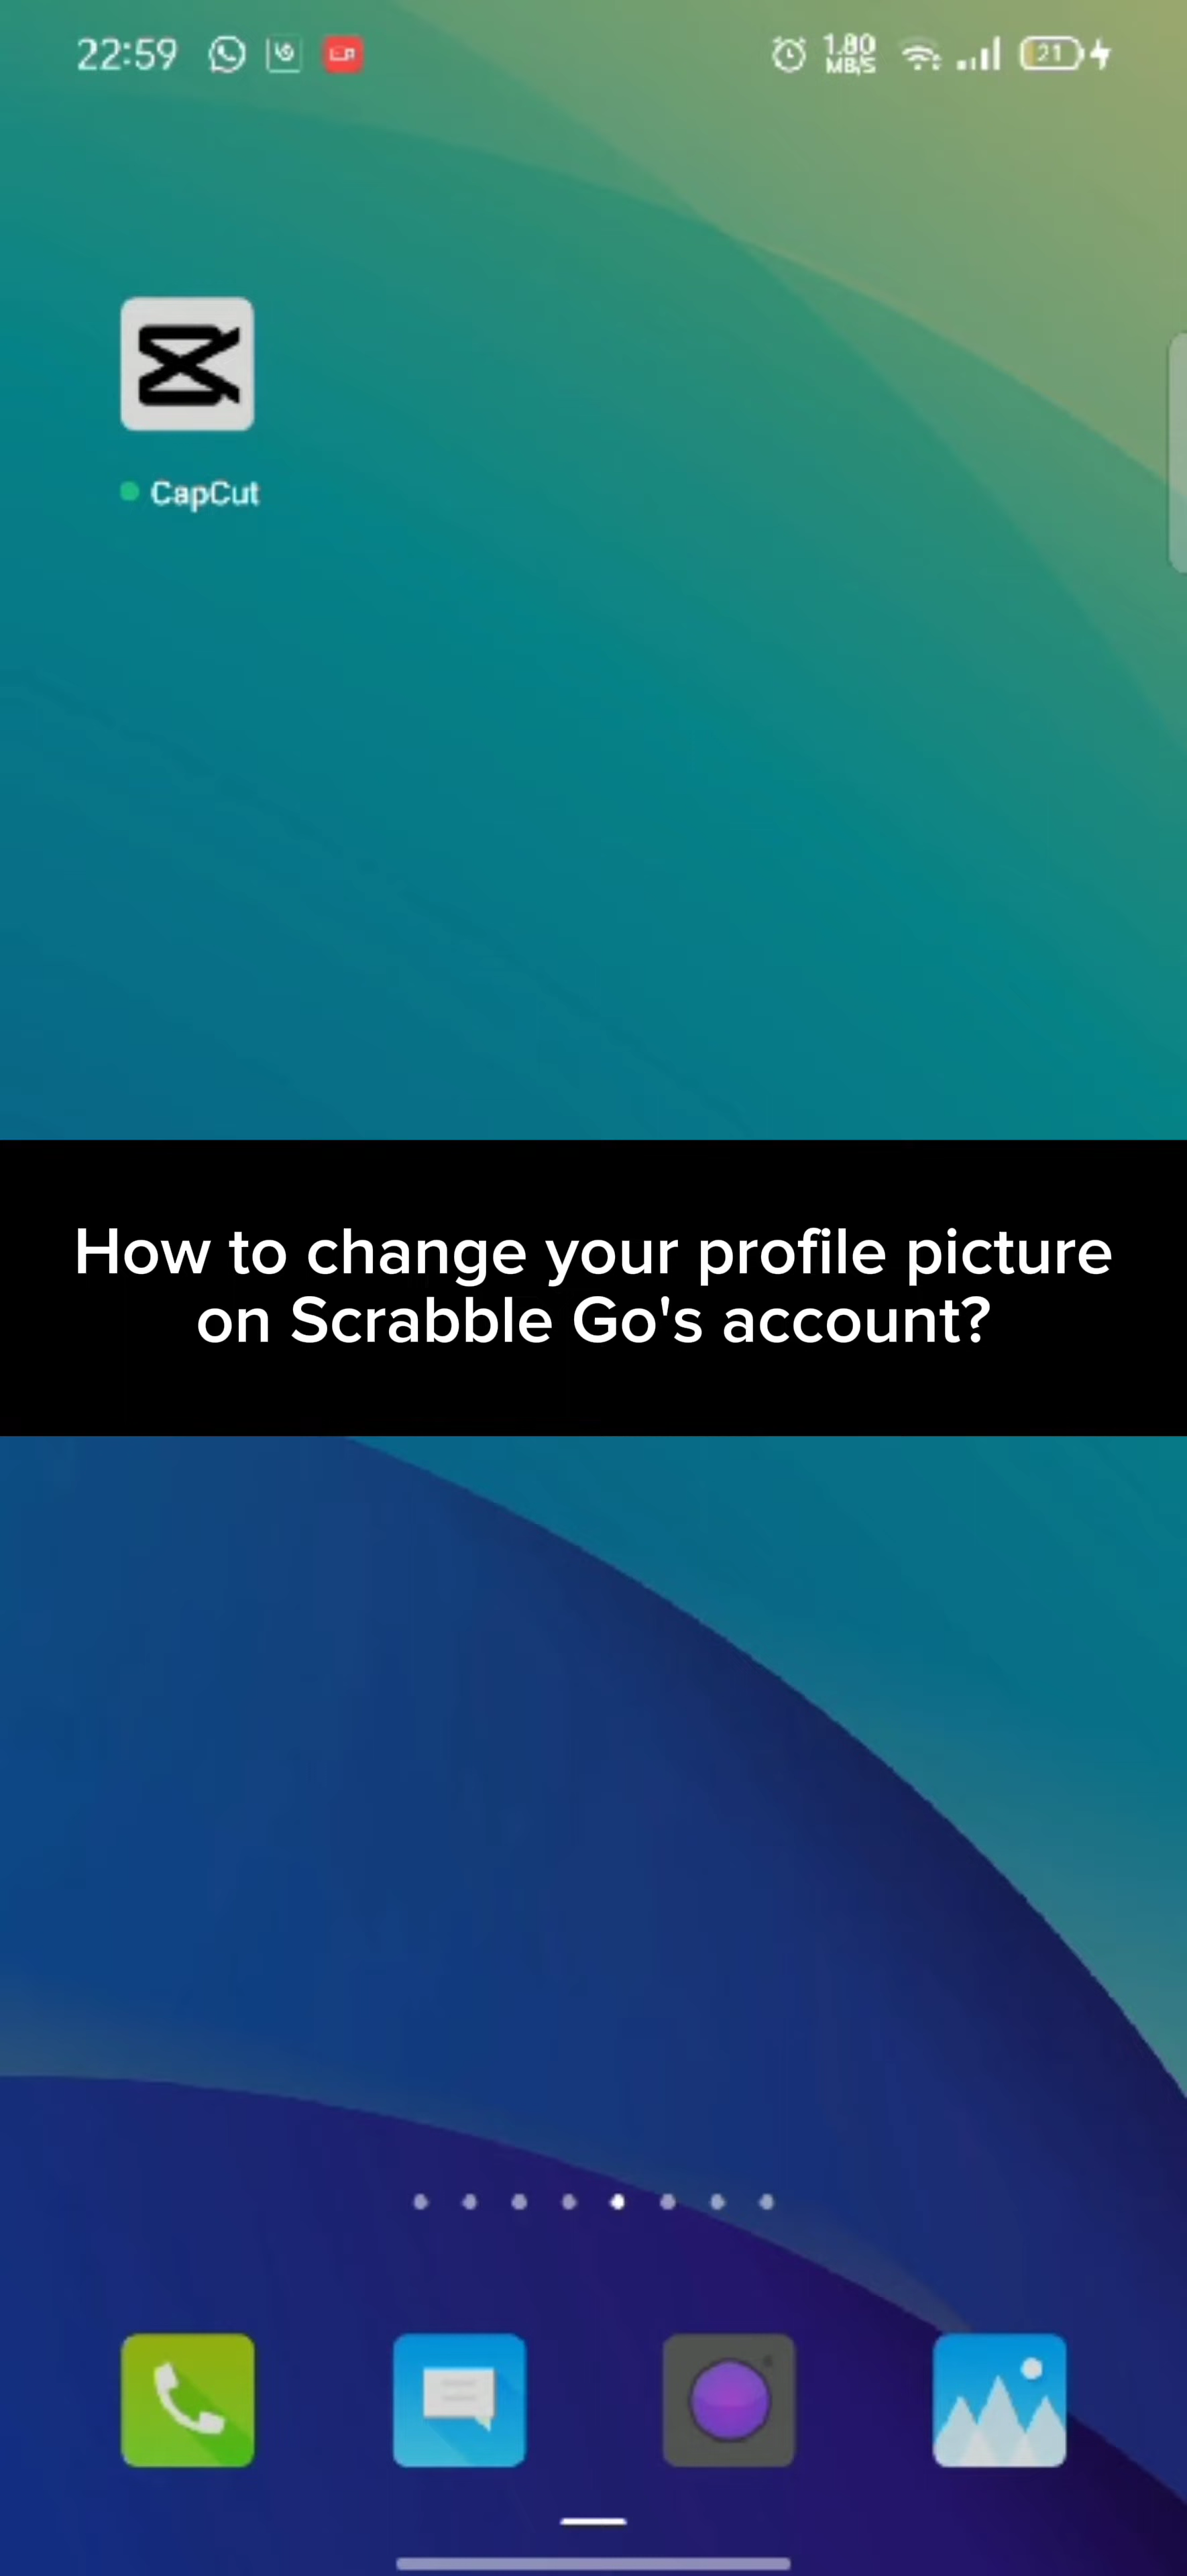 22:59
1.80
MB/S
21
CapCut
How to change your profile picture
on Scrabble Go's account?